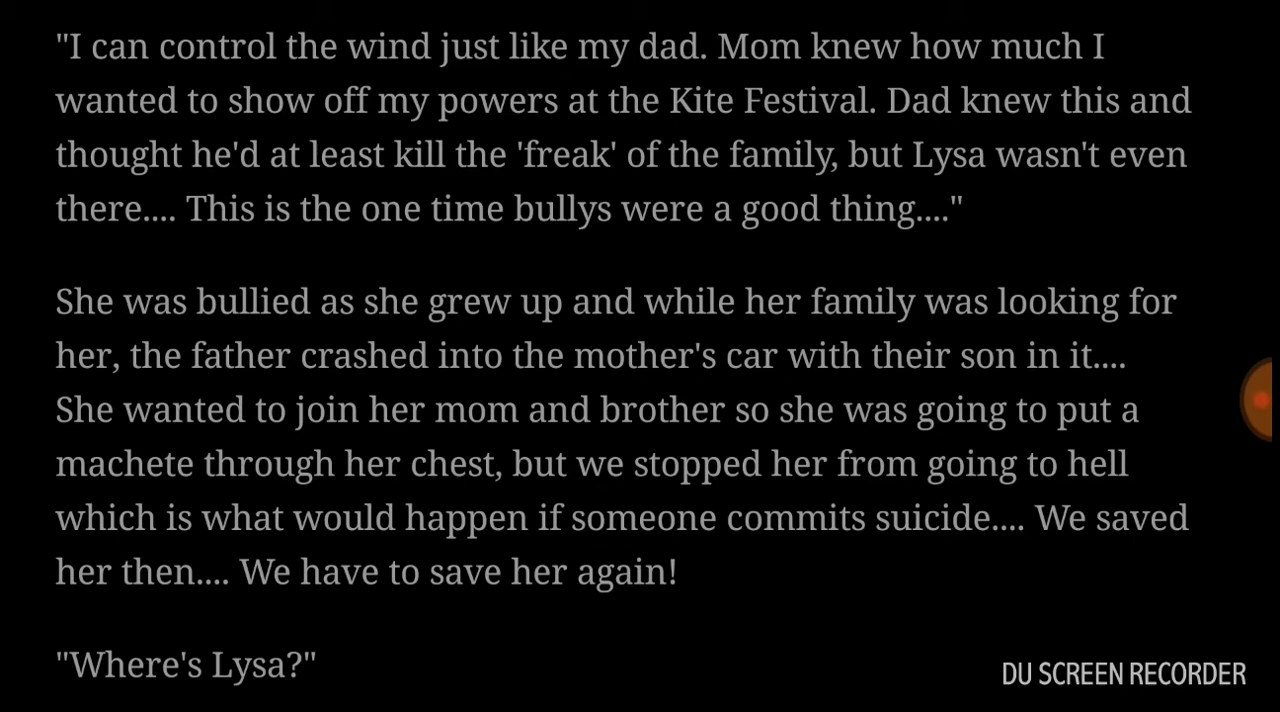 "I can control the wind just like my dad. Mom knew how much I
wanted to show off my powers at the Kite Festival. Dad knew this and
thought he'd at least kill the 'freak' of the family, but Lysa wasn't even
there.... This is the one time bullys were a good thing...."
She was bullied as she grew up and while her family was looking for
her, the father crashed into the mother's car with their son in it....
She wanted to join her mom and brother so she was going to put a
machete through her chest, but we stopped her from going to hell
which is what would happen if someone commits suicide.... We saved
her then.... We have to save her again!
"Where's Lysa?"
DU SCREEN RECORDER